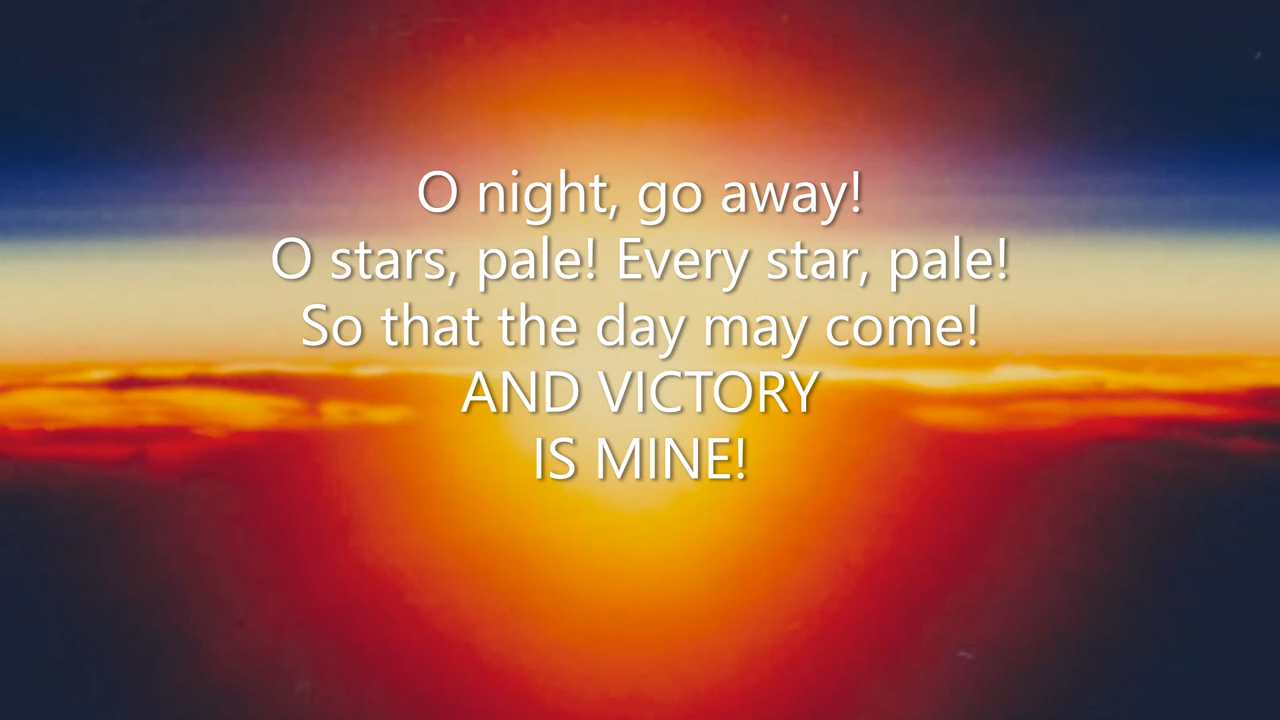 O night, go away!
O stars, pale! Every star, pale!
So that the day may come!
AND VICTORY
IS MINE!